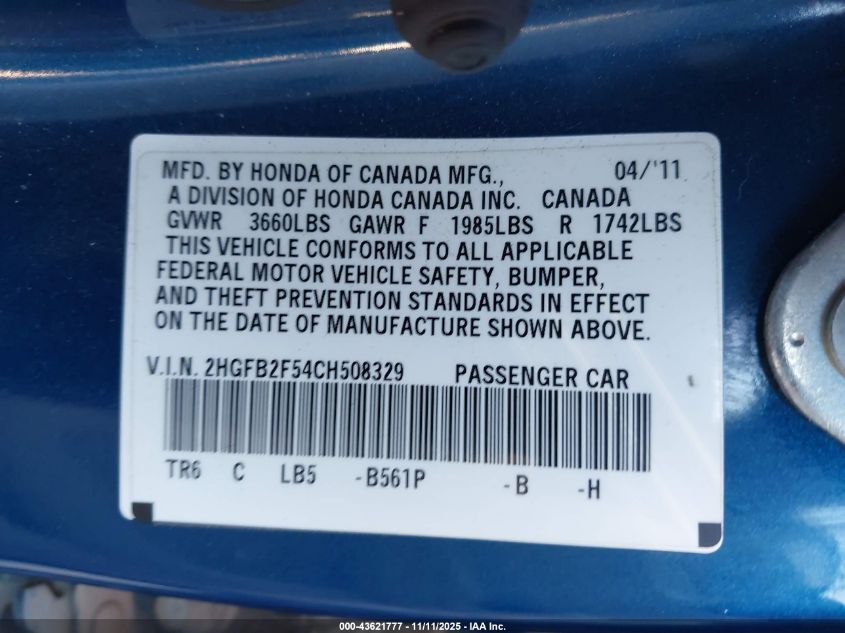 MFD. BY HONDA OF CANADA MFG., 04/'11
A DIVISION OF HONDA CANADA INC. CANADA
GVWR 3660LBS GAWR F 1985LBS R 1742LBS
THIS VEHICLE CONFORMS TO ALL APPLICABLE
FEDERAL MOTOR VEHICLE SAFETY, BUMPER,
AND THEFT PREVENTION STANDARDS IN EFFECT
ON THE DATE OF MANUFACTURE SHOWN ABOVE.
V.I.N. 2HGFB2F54CH508329 PASSENGER CAR
TR6 C LB5 -B561P -B -H
000-43621777 - 11/11/2025 - IAA Inc.